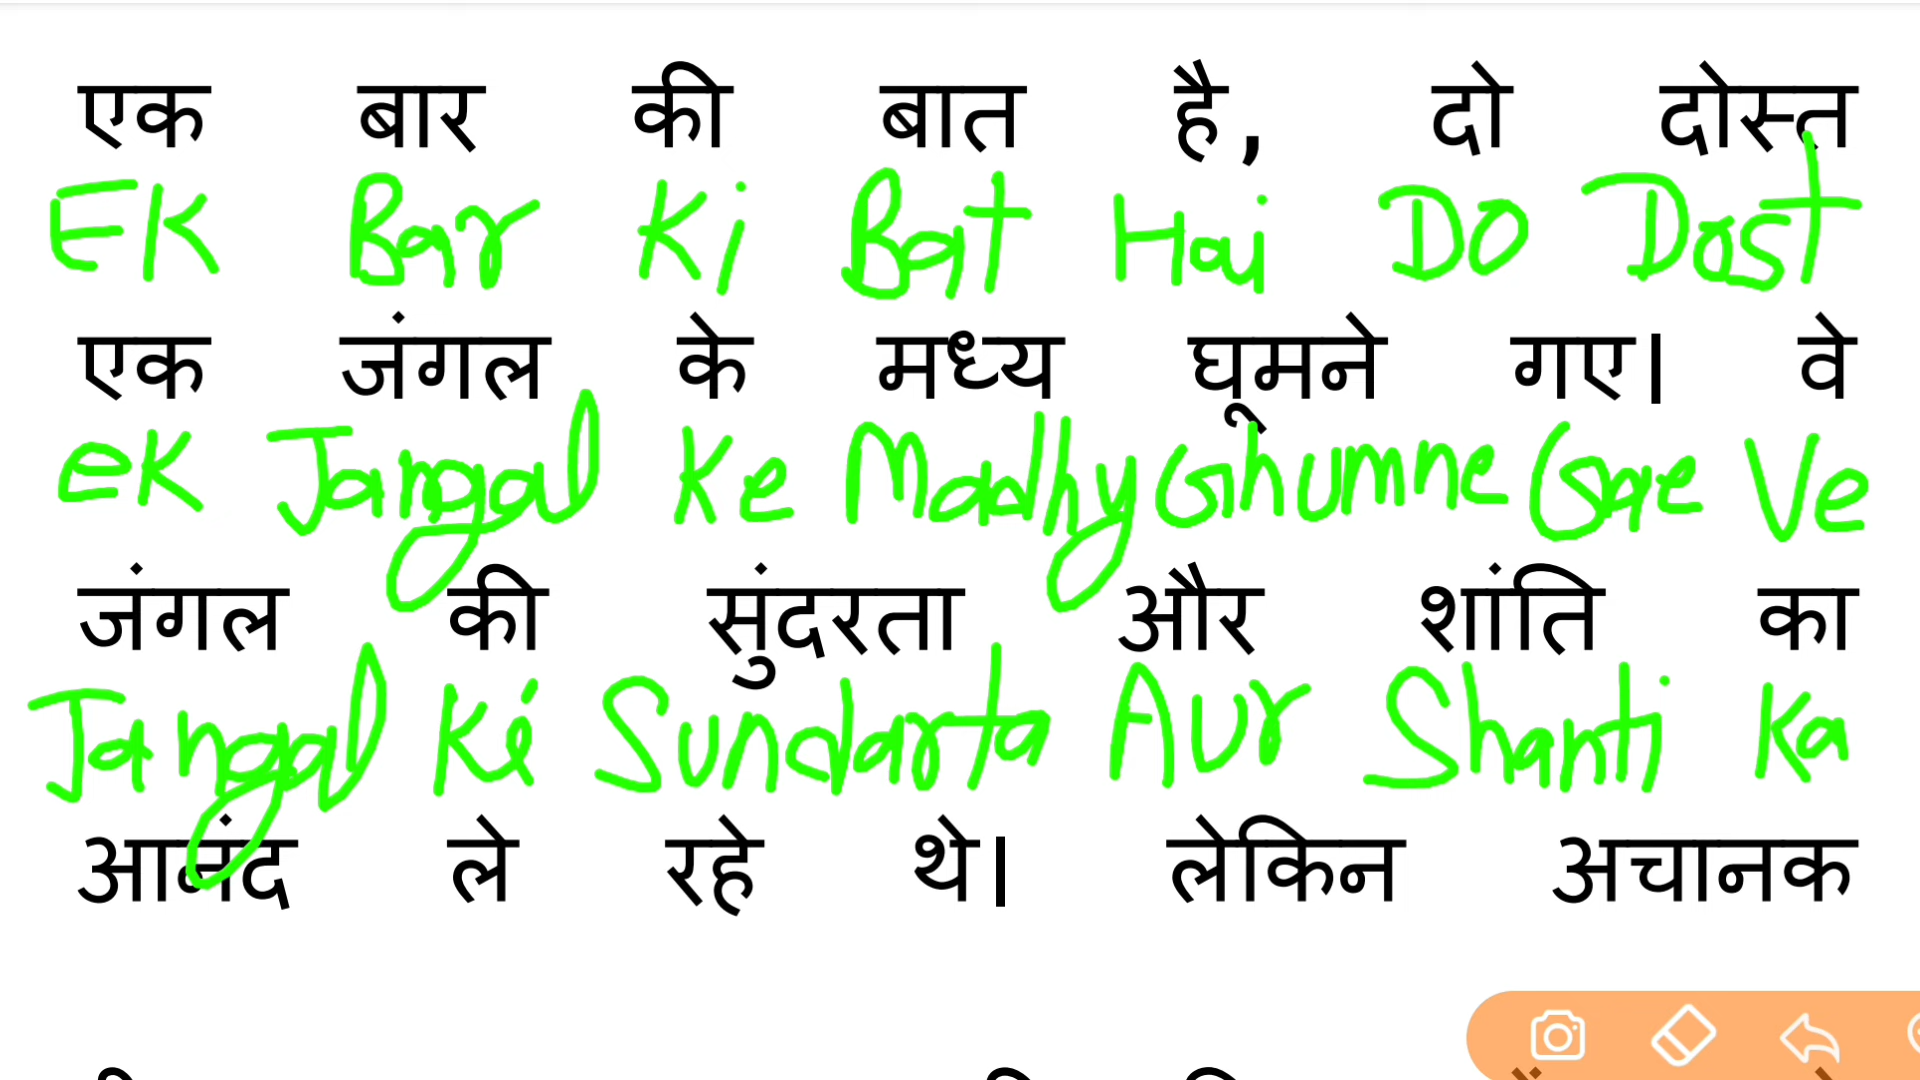 एक बार की बात है, दो दोस्त
EK Bar Ki Bat Hai DO Dost
एक जंगल के मध्य घूमने गए। वे
eK Jangal Ke Madhy Ghumne Gae Ve
जंगल की सुंदरता और शांति का
Jangal Ki Sundarta Aur Shanti Ka
आनंद ले रहे थे। लेकिन अचानक